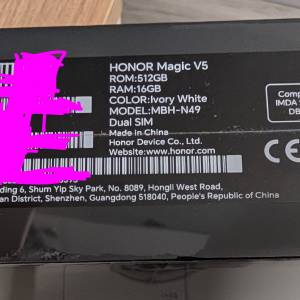 HONOR Magic V5
ROM:512GB
RAM:16GB
COLOR:Ivory White
MODEL:MBH-N49
Dual SIM
Made in China
Honor Device Co., Ltd.
Website:www.honor.com
Comp
IMDA
DB
CE
6, Shum Yip Sky Park, No. 8089, Hongli West Road,
District, Shenzhen, Guangdong 518040, People's Republic of China